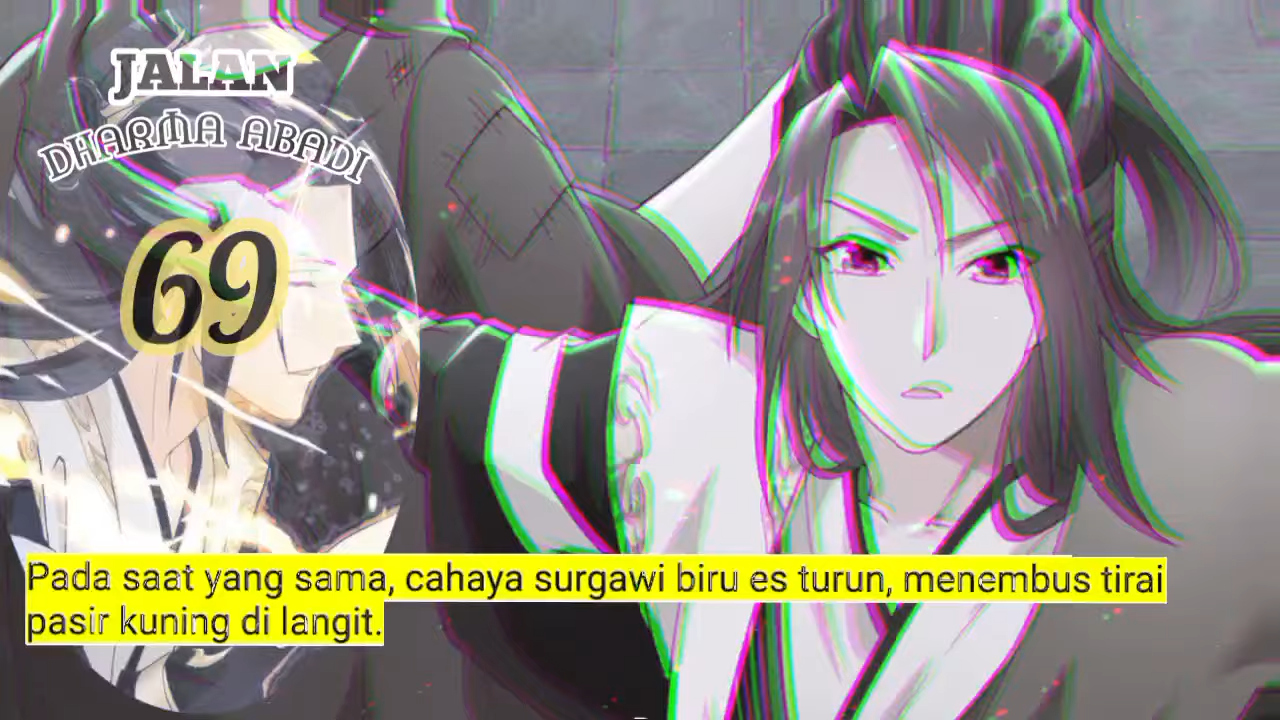 JALAN
DHARMA ABADI
69
Pada saat yang sama, cahaya surgawi biru es turun, menembus tirai
pasir kuning di langit.